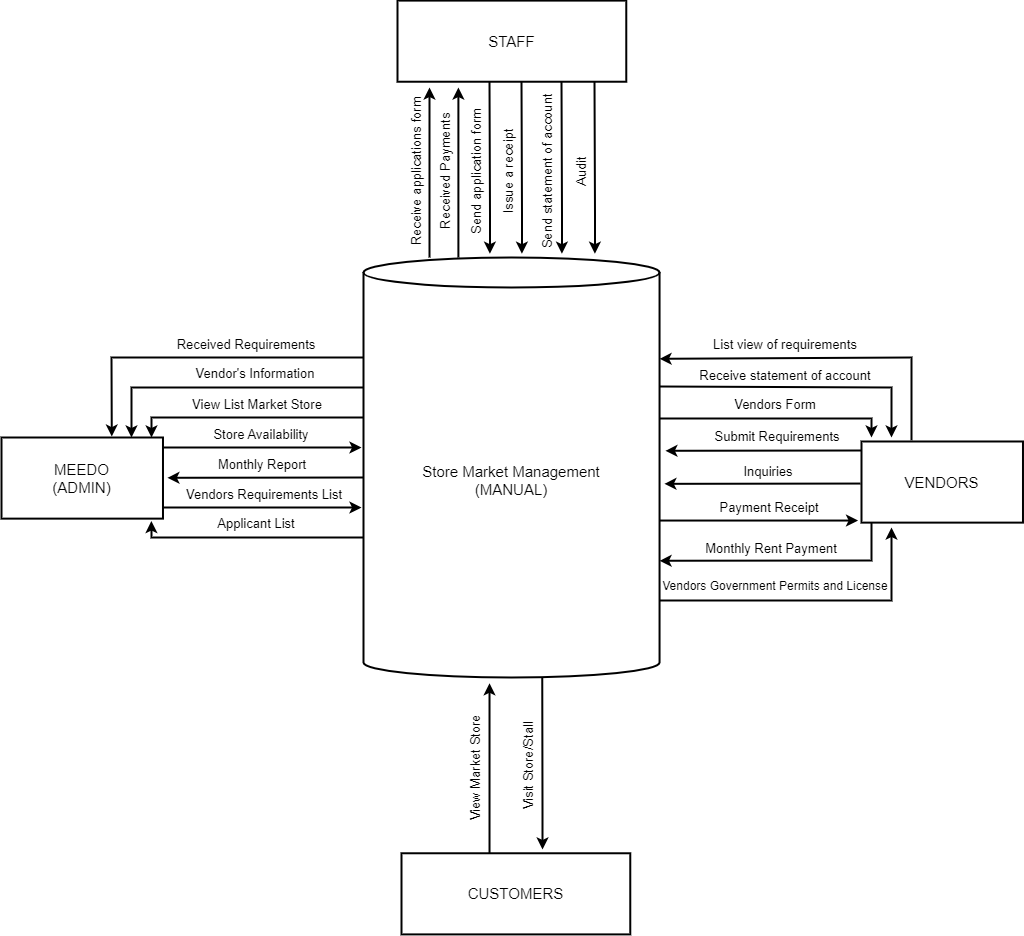 STAFF
Receive applications form
Received Payments
Send application form
Issue a receipt
Send statement of account
Audit
Received Requirements
Vendor's Information
View List Market Store
Store Availability
Monthly Report
Vendors Requirements List
Applicant List
MEEDO
(ADMIN)
Store Market Management
(MANUAL)
List view of requirements
Receive statement of account
Vendors Form
Submit Requirements
Inquiries
Payment Receipt
Monthly Rent Payment
Vendors Government Permits and License
VENDORS
View Market Store
Visit Store/Stall
CUSTOMERS